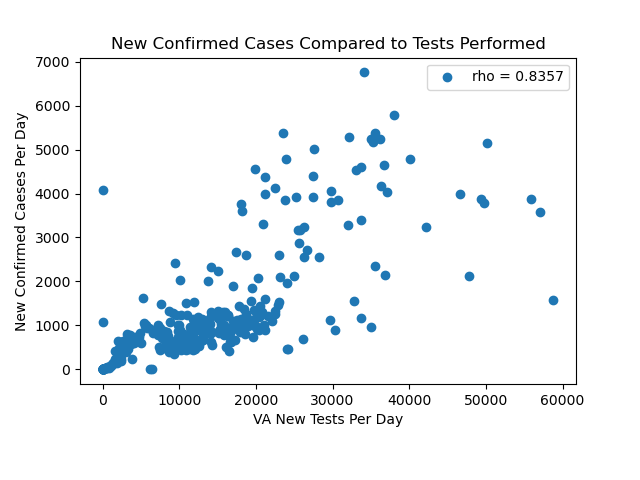 New Confirmed Cases Compared to Tests Performed
rho = 0.8357
New Confirmed Caeses Per Day
7000
6000
5000
4000
3000
2000
1000
0
0 10000 20000 30000 40000 50000 60000
VA New Tests Per Day